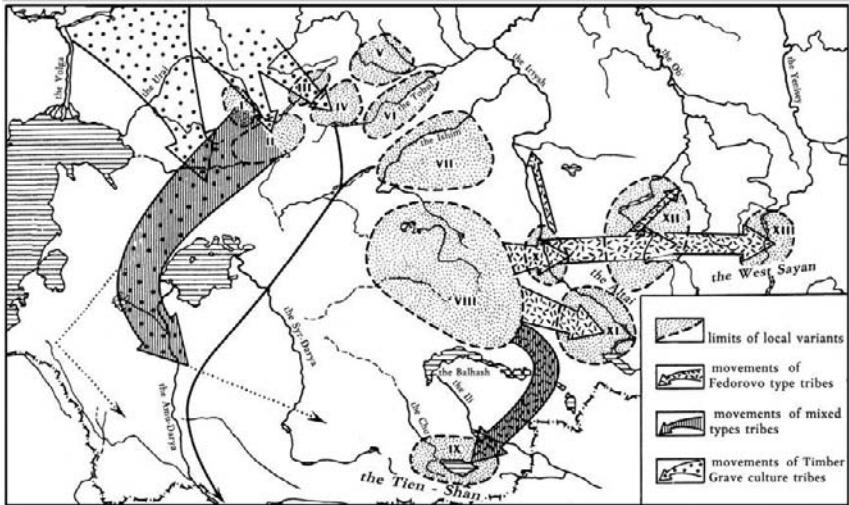 the Volga
the Ural
I
II
III
IV
V
the Tobol
VI
the Ishim
VII
the Irtysh
the Ob'
the Yenisey
VIII
XII
XIII
the West Sayan
the Altai
XI
the Syr Darya
the Amu-Darya
the Balhash
the Ili
the Chu
IX
the Tien - Shan
limits of local variants
movements of
Fedorovo type tribes
movements of mixed
types tribes
movements of Timber
Grave culture tribes